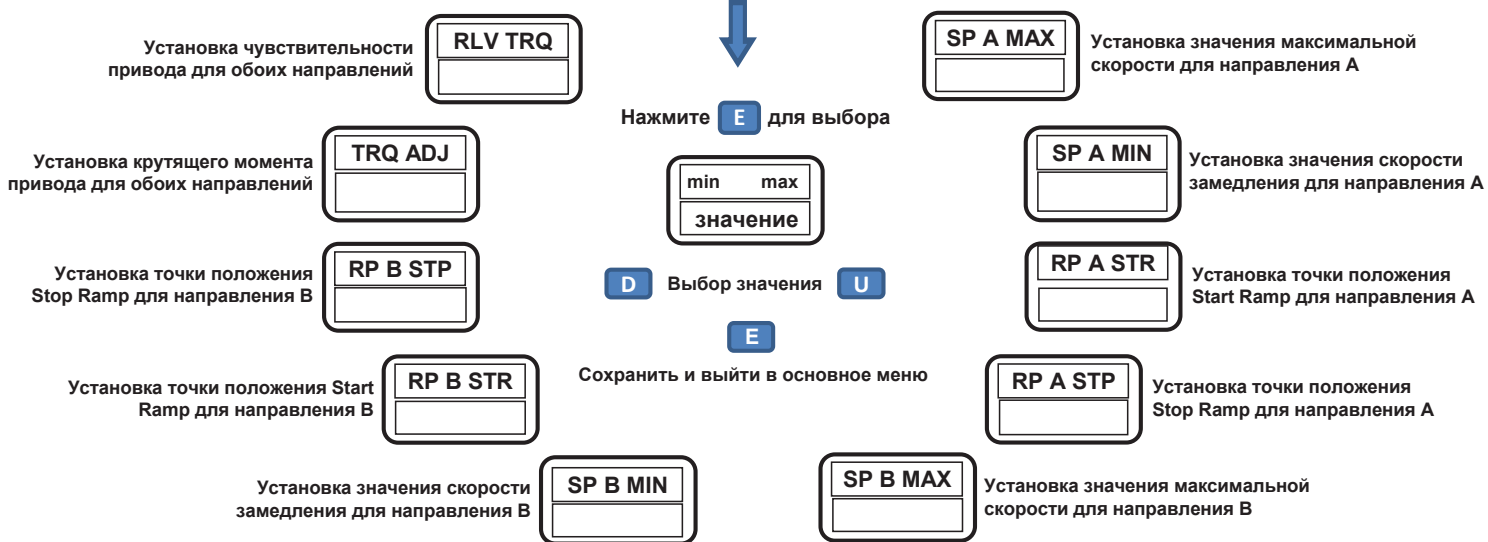 RLV TRQ
Установка чувствительности
привода для обоих направлений
SP A MAX
Установка значения максимальной
скорости для направления A
Нажмите E для выбора
TRQ ADJ
Установка крутящего момента
привода для обоих направлений
min max
значение
SP A MIN
Установка значения скорости
замедления для направления A
RP B STP
Установка точки положения
Stop Ramp для направления B
D Выбор значения U
RP A STR
Установка точки положения
Start Ramp для направления A
E
Сохранить и выйти в основное меню
RP B STR
Установка точки положения Start
Ramp для направления B
RP A STP
Установка точки положения
Stop Ramp для направления A
SP B MIN
Установка значения скорости
замедления для направления B
SP B MAX
Установка значения максимальной
скорости для направления B